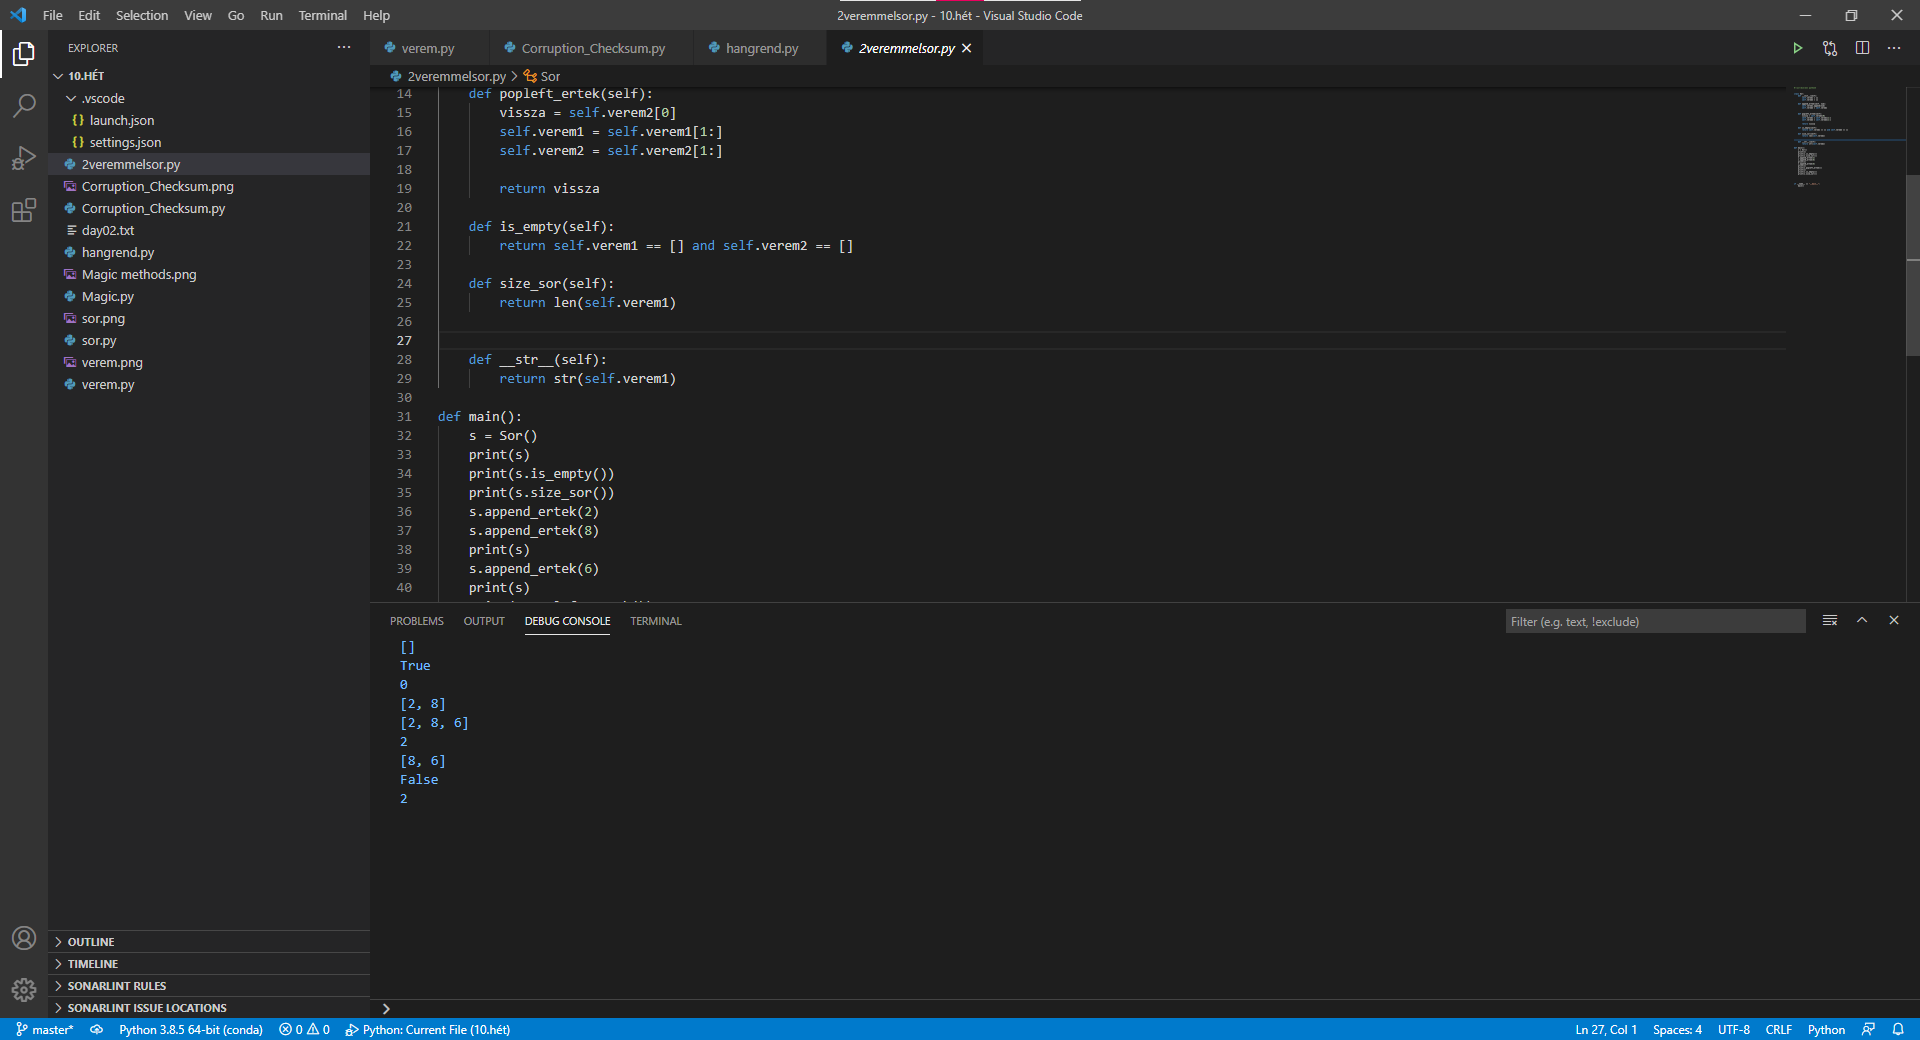 File Edit Selection View Go Run Terminal Help
2veremmelsor.py - 10.hét - Visual Studio Code
EXPLORER
10.HÉT
.vscode
{} launch.json
{} settings.json
2veremmelsor.py
Corruption_Checksum.png
Corruption_Checksum.py
day02.txt
hangrend.py
Magic methods.png
Magic.py
sor.png
sor.py
verem.png
verem.py
OUTLINE
TIMELINE
SONARLINT RULES
SONARLINT ISSUE LOCATIONS
verem.py Corruption_Checksum.py hangrend.py 2veremmelsor.py
2veremmelsor.py > Sor
14 def popleft_ertek(self):
15 vissza = self.verem2[0]
16 self.verem1 = self.verem1[1:]
17 self.verem2 = self.verem2[1:]
18
19 return vissza
20
21 def is_empty(self):
22 return self.verem1 == [] and self.verem2 == []
23
24 def size_sor(self):
25 return len(self.verem1)
26
27
28 def __str__(self):
29 return str(self.verem1)
30
31 def main():
32 s = Sor()
33 print(s)
34 print(s.is_empty())
35 print(s.size_sor())
36 s.append_ertek(2)
37 s.append_ertek(8)
38 print(s)
39 s.append_ertek(6)
40 print(s)
PROBLEMS OUTPUT DEBUG CONSOLE TERMINAL
Filter (e.g. text, !exclude)
[]
True
0
[2, 8]
[2, 8, 6]
2
[8, 6]
False
2
master* Python 3.8.5 64-bit (conda) 0 0 Python: Current File (10.hét)
Ln 27, Col 1 Spaces: 4 UTF-8 CRLF Python